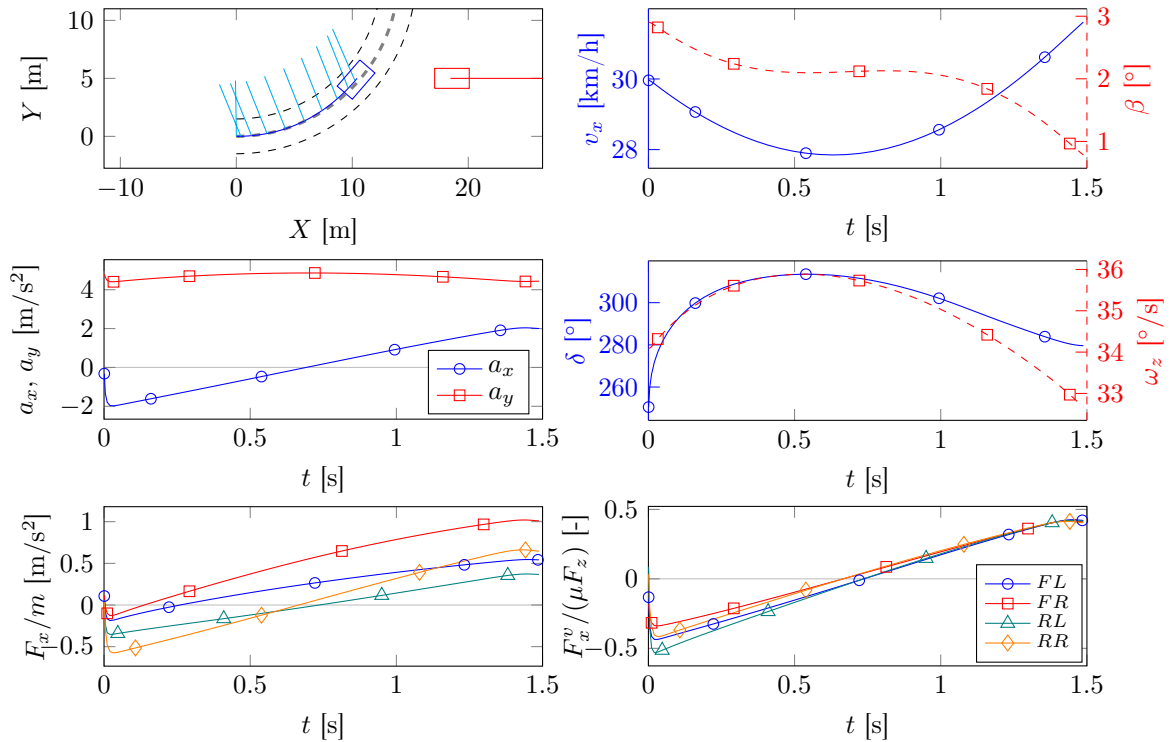 10
5
0
Y [m]
−10 0 10 20
X [m]
30
28
v_x [km/h]
3
2
1
β [°]
0 0.5 1 1.5
t [s]
4
2
0
−2
a_x, a_y [m/s²]
a_x
a_y
0 0.5 1 1.5
t [s]
300
280
260
δ [°]
36
35
34
33
ω_z [°/s]
0 0.5 1 1.5
t [s]
1
0.5
0
−0.5
F_x/m [m/s²]
0 0.5 1 1.5
t [s]
0.5
0
−0.5
F_x^v/(μF_z) [-]
FL
FR
RL
RR
0 0.5 1 1.5
t [s]